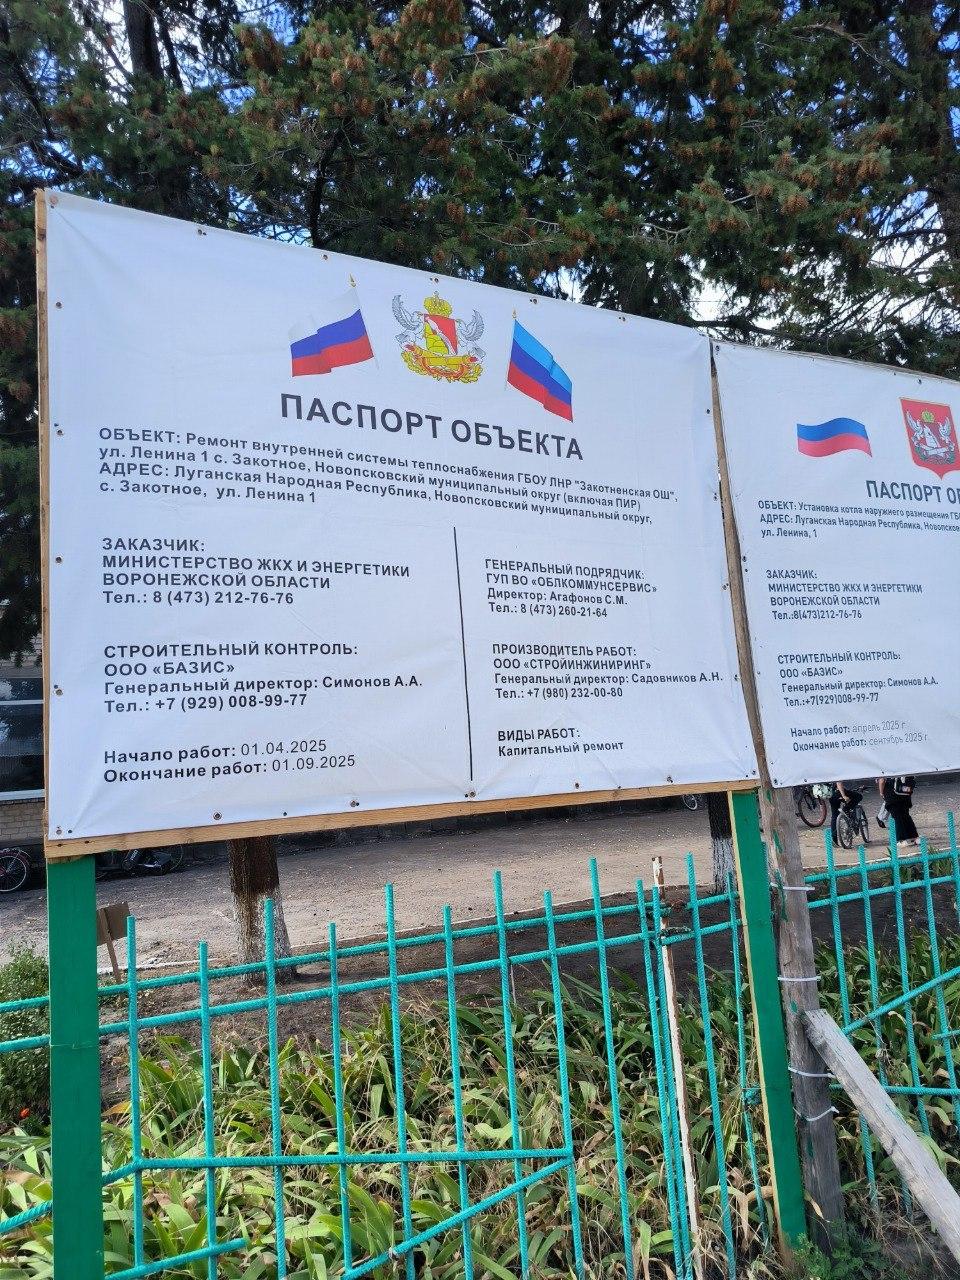 ПАСПОРТ ОБЪЕКТА
ОБЪЕКТ: Ремонт внутренней системы теплоснабжения ГБОУ ЛНР "Закотненская ОШ",
ул. Ленина 1 с. Закотное, Новопсковский муниципальный округ (включая ПИР)
АДРЕС: Луганская Народная Республика, Новопсковский муниципальный округ,
с. Закотное, ул. Ленина 1
ЗАКАЗЧИК:
МИНИСТЕРСТВО ЖКХ И ЭНЕРГЕТИКИ
ВОРОНЕЖСКОЙ ОБЛАСТИ
Тел.: 8 (473) 212-76-76
СТРОИТЕЛЬНЫЙ КОНТРОЛЬ:
ООО «БАЗИС»
Генеральный директор: Симонов А.А.
Тел.: +7 (929) 008-99-77
Начало работ: 01.04.2025
Окончание работ: 01.09.2025
ГЕНЕРАЛЬНЫЙ ПОДРЯДЧИК:
ГУП ВО «ОБЛКОММУНСЕРВИС»
Директор: Агафонов С.М.
Тел.: 8 (473) 260-21-64
ПРОИЗВОДИТЕЛЬ РАБОТ:
ООО «СТРОЙИНЖИНИРИНГ»
Генеральный директор: Садовников А.Н.
Тел.: +7 (980) 232-00-80
ВИДЫ РАБОТ:
Капитальный ремонт
ПАСПОРТ
ОБЪЕКТ: Установка котла наружнего размещения
АДРЕС: Луганская Народная Республика,
ул. Ленина, 1
ЗАКАЗЧИК:
МИНИСТЕРСТВО ЖКХ И ЭНЕРГЕТИКИ
ВОРОНЕЖСКОЙ ОБЛАСТИ
Тел.:8(473)212-76-76
СТРОИТЕЛЬНЫЙ КОНТРОЛЬ:
ООО «БАЗИС»
Генеральный директор: Симонов А.А.
Тел.:+7(929)008-99-77
Начало работ: апрель 2025 г.
Окончание работ: сентябрь 2025 г.